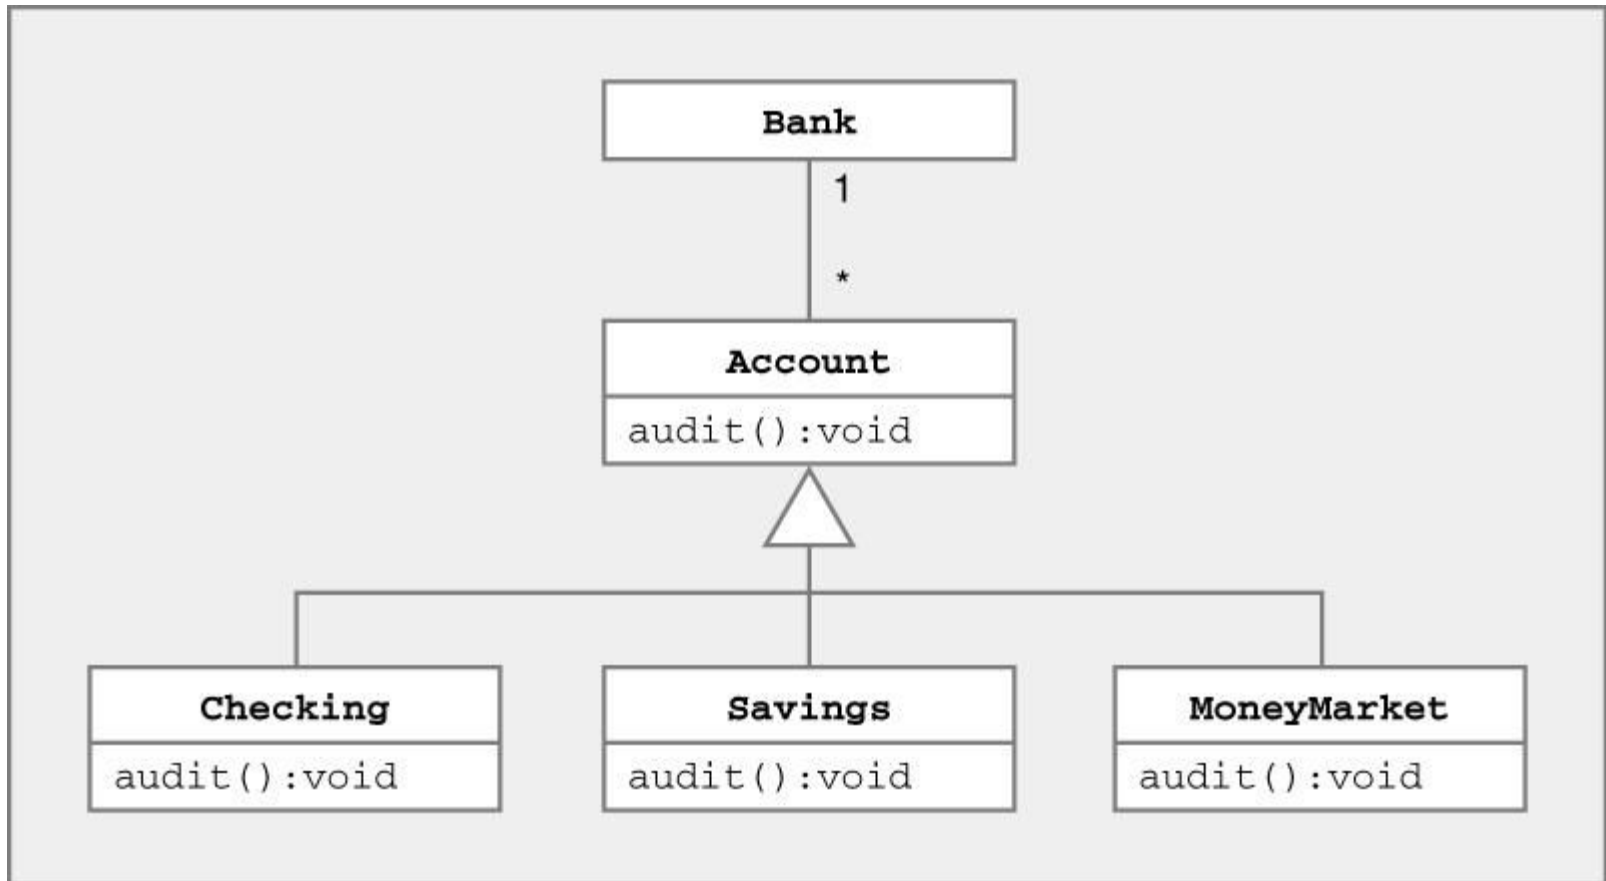 Bank
1
*
Account
audit():void
Checking
Savings
MoneyMarket
audit():void
audit():void
audit():void